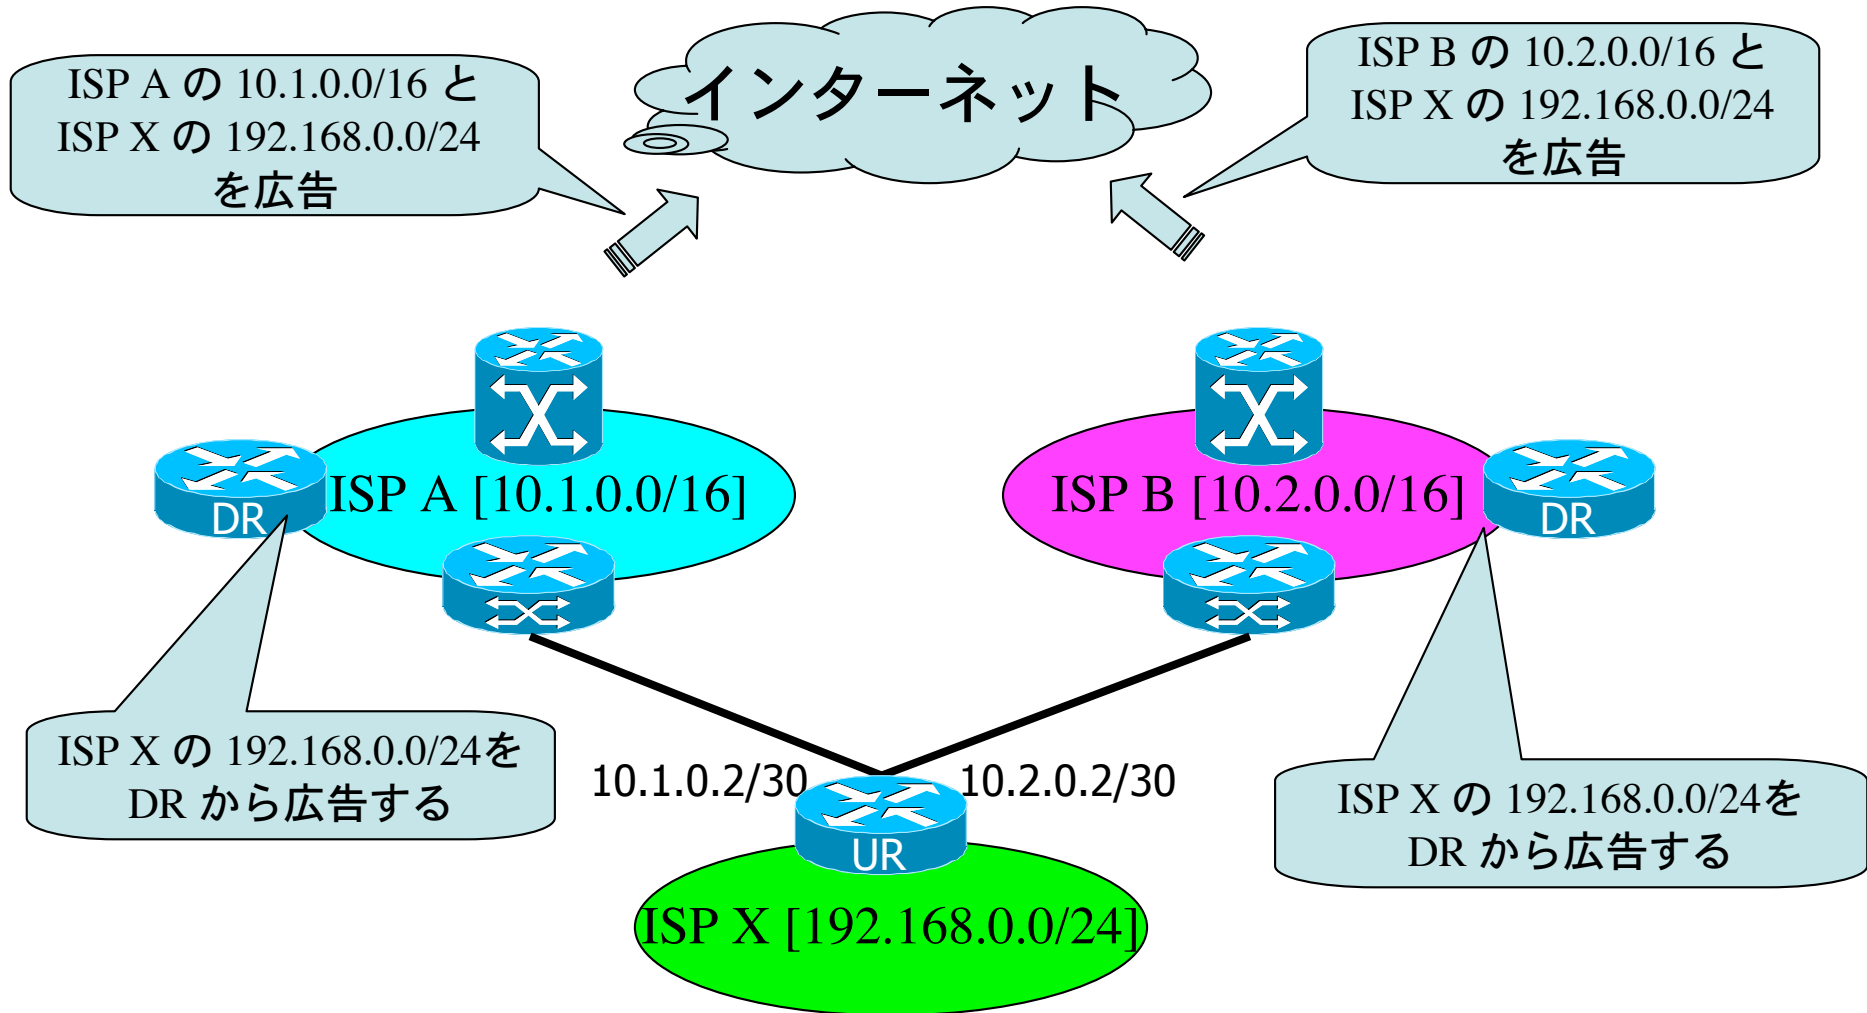 ISP A の 10.1.0.0/16 と
ISP X の 192.168.0.0/24
を広告
インターネット
ISP B の 10.2.0.0/16 と
ISP X の 192.168.0.0/24
を広告
DR
ISP A [10.1.0.0/16]
ISP B [10.2.0.0/16]
DR
ISP X の 192.168.0.0/24を
DR から広告する
10.1.0.2/30
10.2.0.2/30
ISP X の 192.168.0.0/24を
DR から広告する
UR
ISP X [192.168.0.0/24]